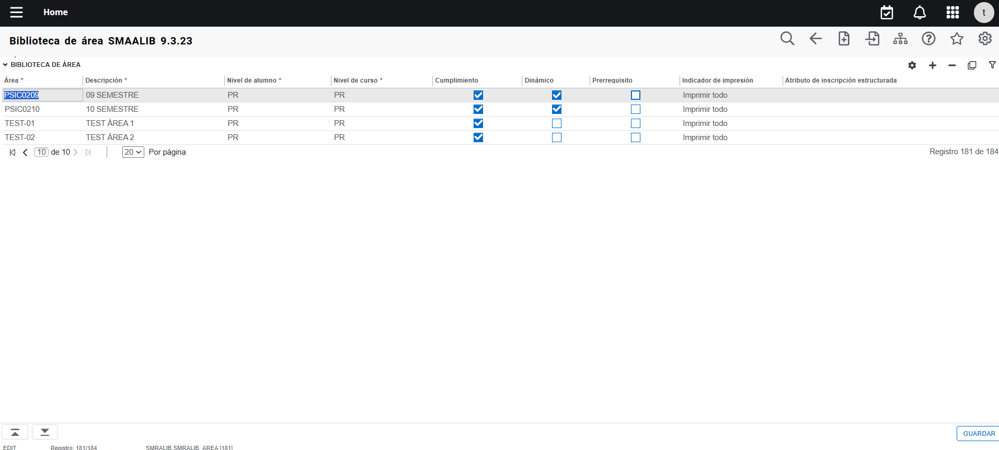 Home
t
Biblioteca de área SMAALIB 9.3.23
BIBLIOTECA DE ÁREA
Área * Descripción * Nivel de alumno * Nivel de curso * Cumplimiento Dinámico Prerrequisito Indicador de impresión Atributo de inscripción estructurada
PSIC0209 09 SEMESTRE PR PR Imprimir todo
PSIC0210 10 SEMESTRE PR PR Imprimir todo
TEST-01 TEST ÁREA 1 PR PR Imprimir todo
TEST-02 TEST ÁREA 2 PR PR Imprimir todo
10 de 10 20 Por página Registro 181 de 184
GUARDAR
EDIT Registro: 181/184 SMRALIB.SMRALIB_AREA [181]